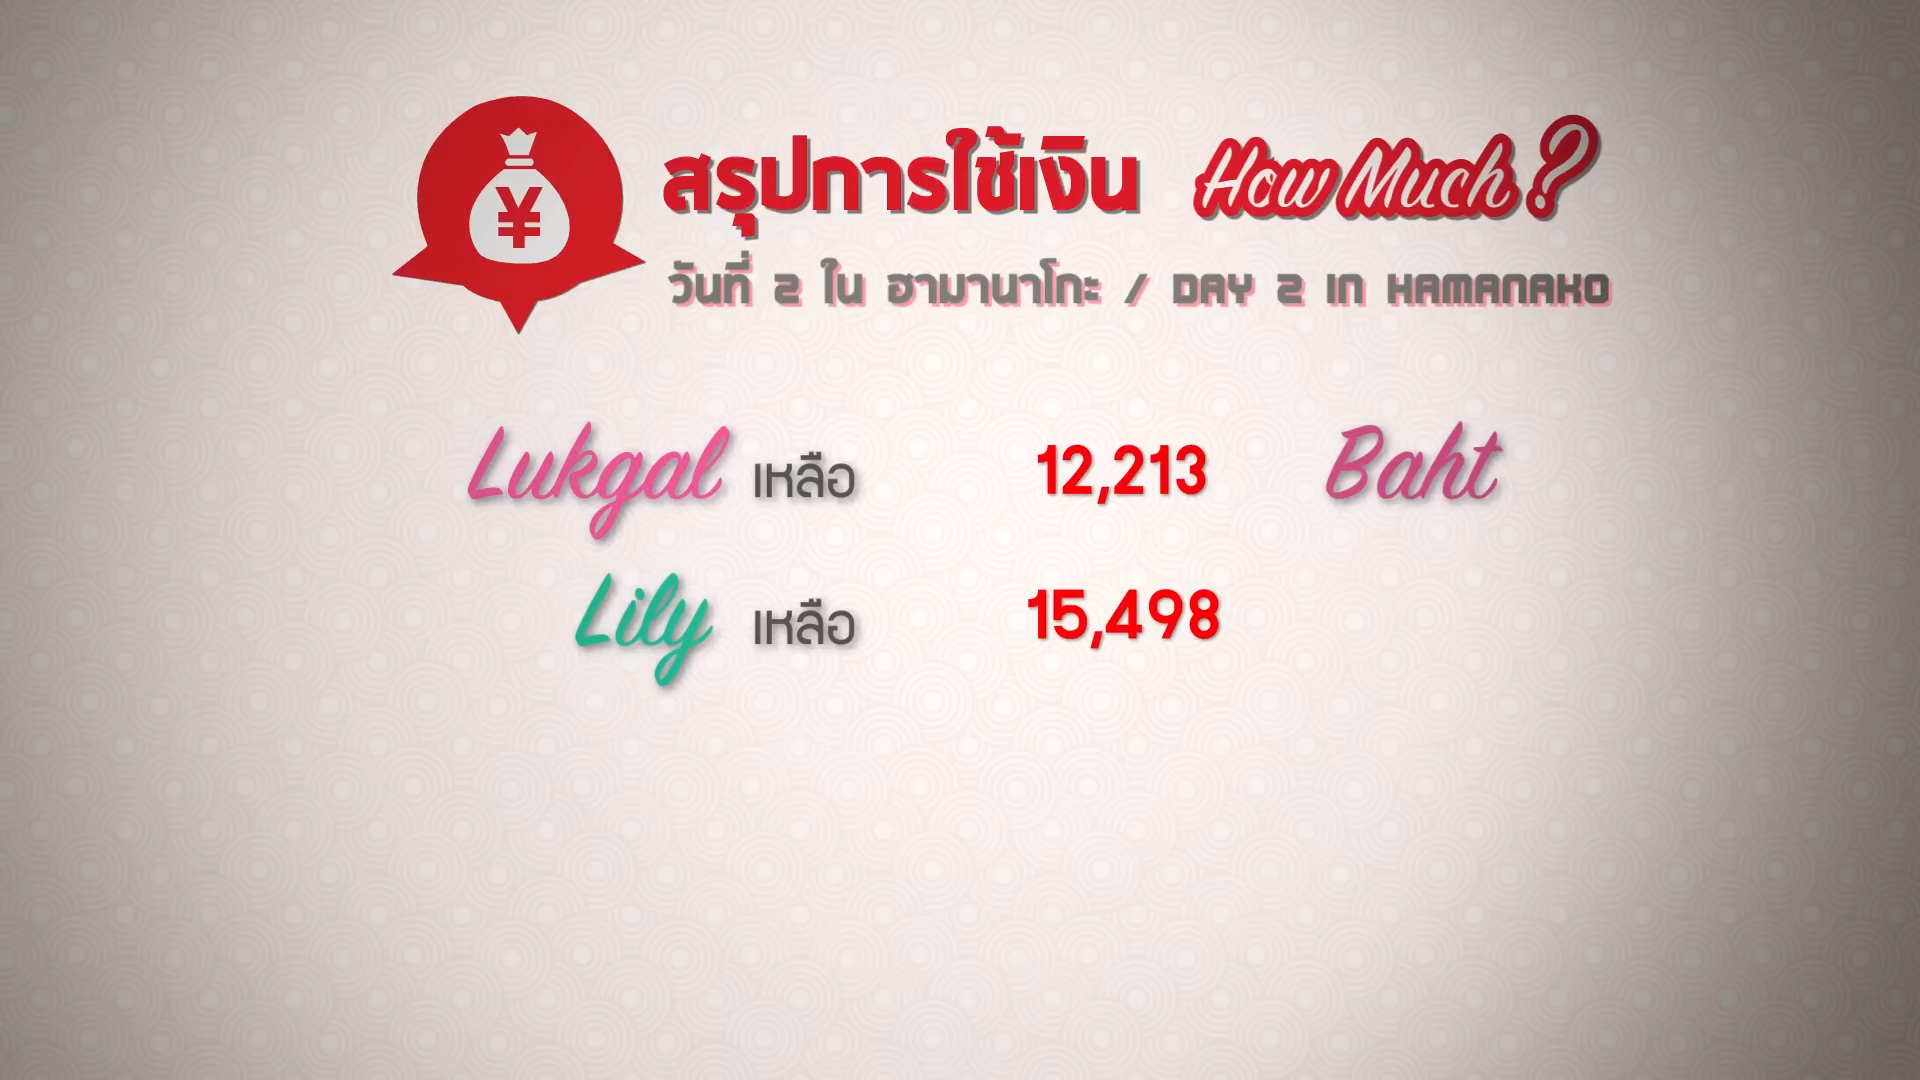 ¥
สรุปการใช้เงิน How Much?
วันที่ 2 ใน ฮามานาโกะ / DAY 2 IN HAMANAKO
Lukgal เหลือ 12,213 Baht
Lily เหลือ 15,498